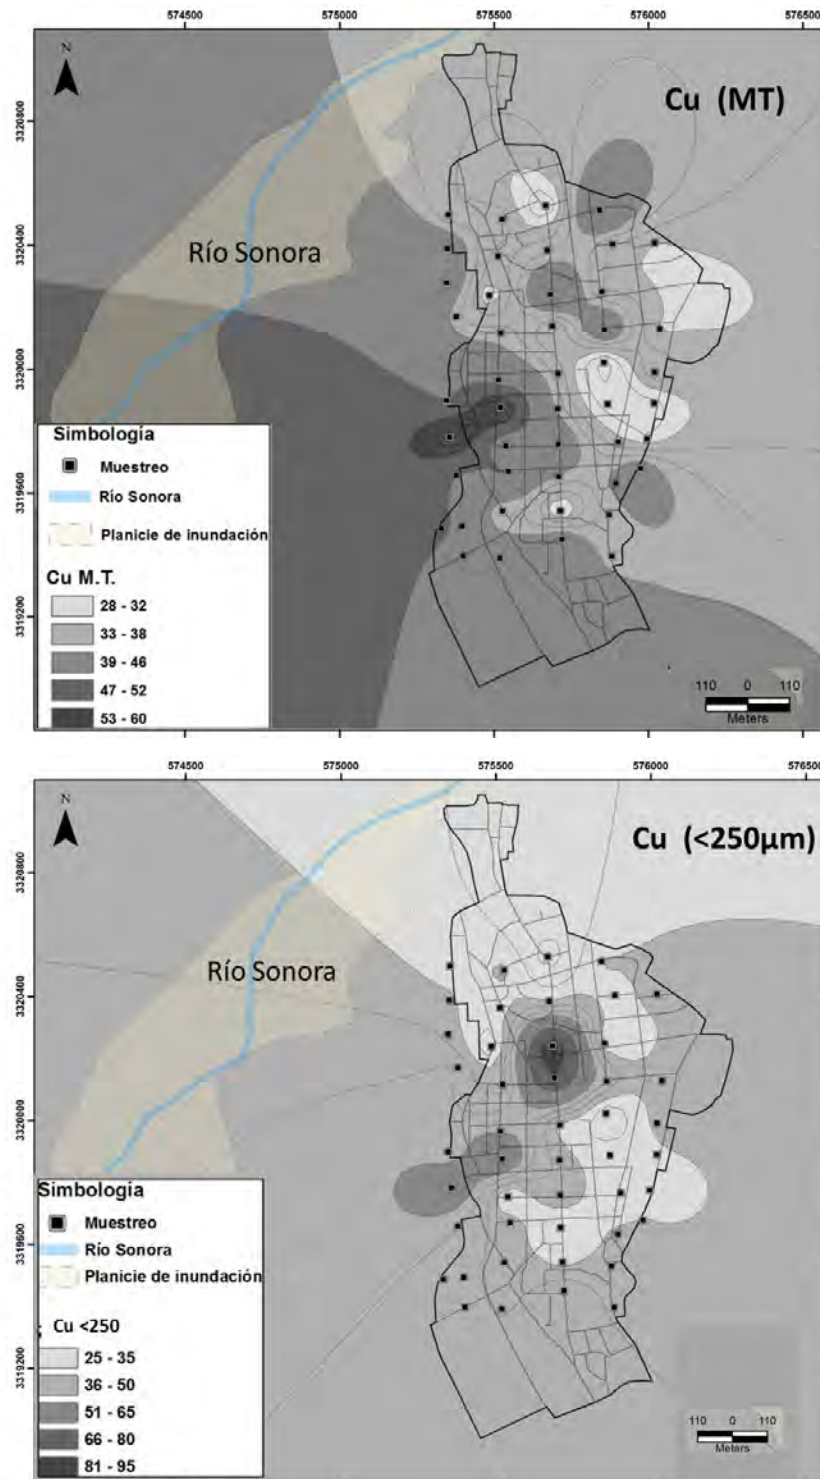 574500 575000 575500 576000 576500
N
Cu (MT)
3320800
3320400
3320000
3319600
3319200
Río Sonora
Simbología
Muestreo
Río Sonora
Planicie de inundación
Cu M.T.
28 - 32
33 - 38
39 - 46
47 - 52
53 - 60
110 0 110
Meters
574500 575000 575500 576000 576500
N
Cu (<250µm)
3320800
3320400
3320000
3319600
3319200
Río Sonora
Simbología
Muestreo
Río Sonora
Planicie de inundación
Cu <250
25 - 35
36 - 50
51 - 65
66 - 80
81 - 95
110 0 110
Meters